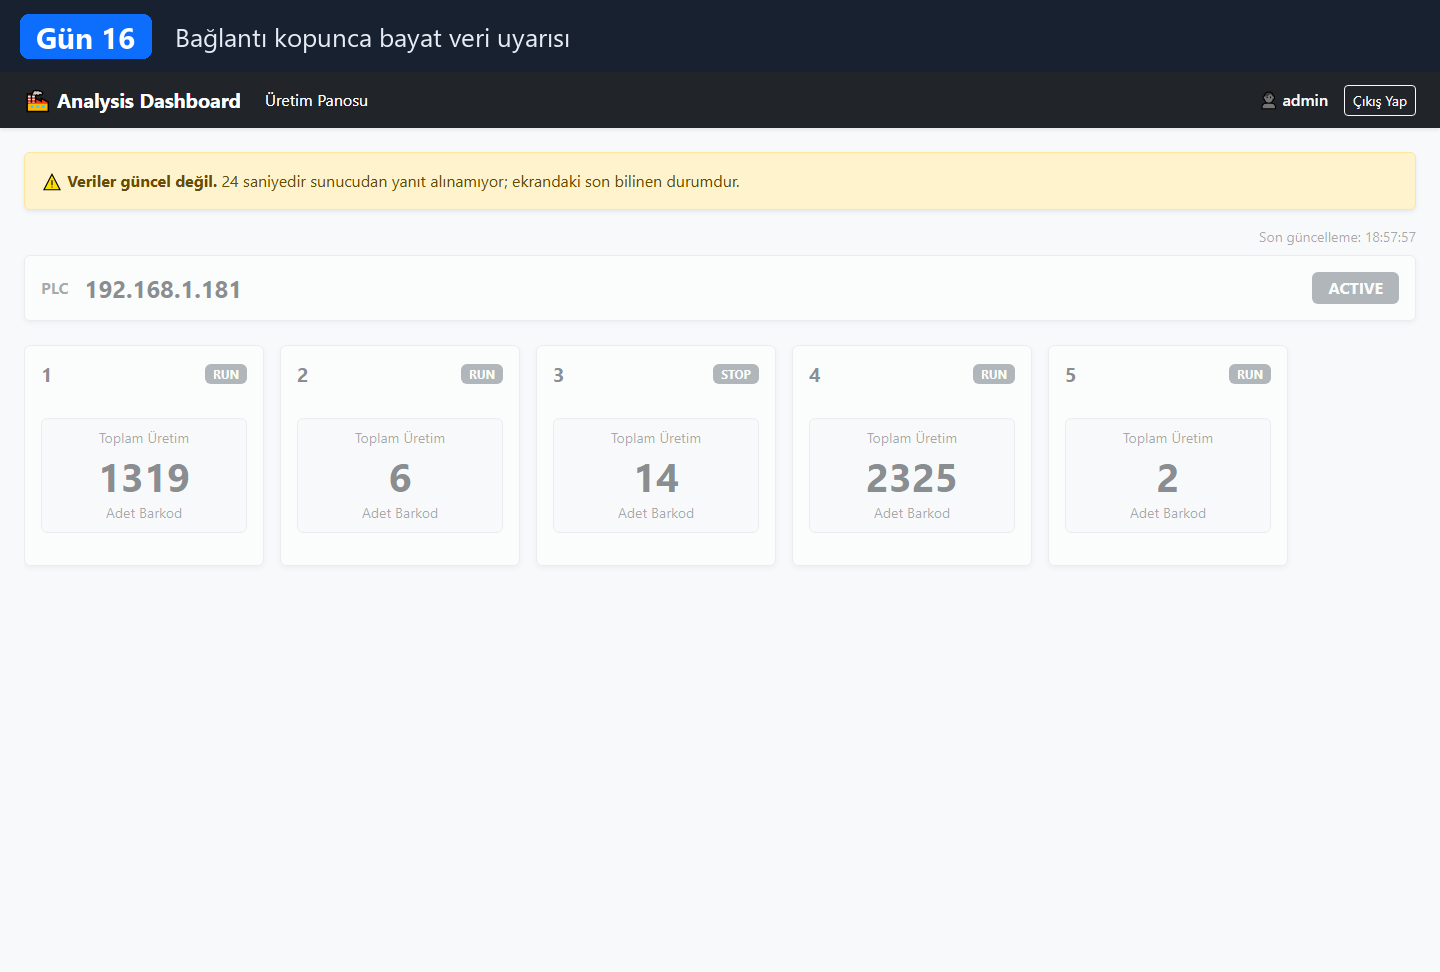 Gün 16 Bağlantı kopunca bayat veri uyarısı
Analysis Dashboard Üretim Panosu admin Çıkış Yap
Veriler güncel değil. 24 saniyedir sunucudan yanıt alınamıyor; ekrandaki son bilinen durumdur.
Son güncelleme: 18:57:57
PLC 192.168.1.181 ACTIVE
1 RUN
Toplam Üretim
1319
Adet Barkod
2 RUN
Toplam Üretim
6
Adet Barkod
3 STOP
Toplam Üretim
14
Adet Barkod
4 RUN
Toplam Üretim
2325
Adet Barkod
5 RUN
Toplam Üretim
2
Adet Barkod